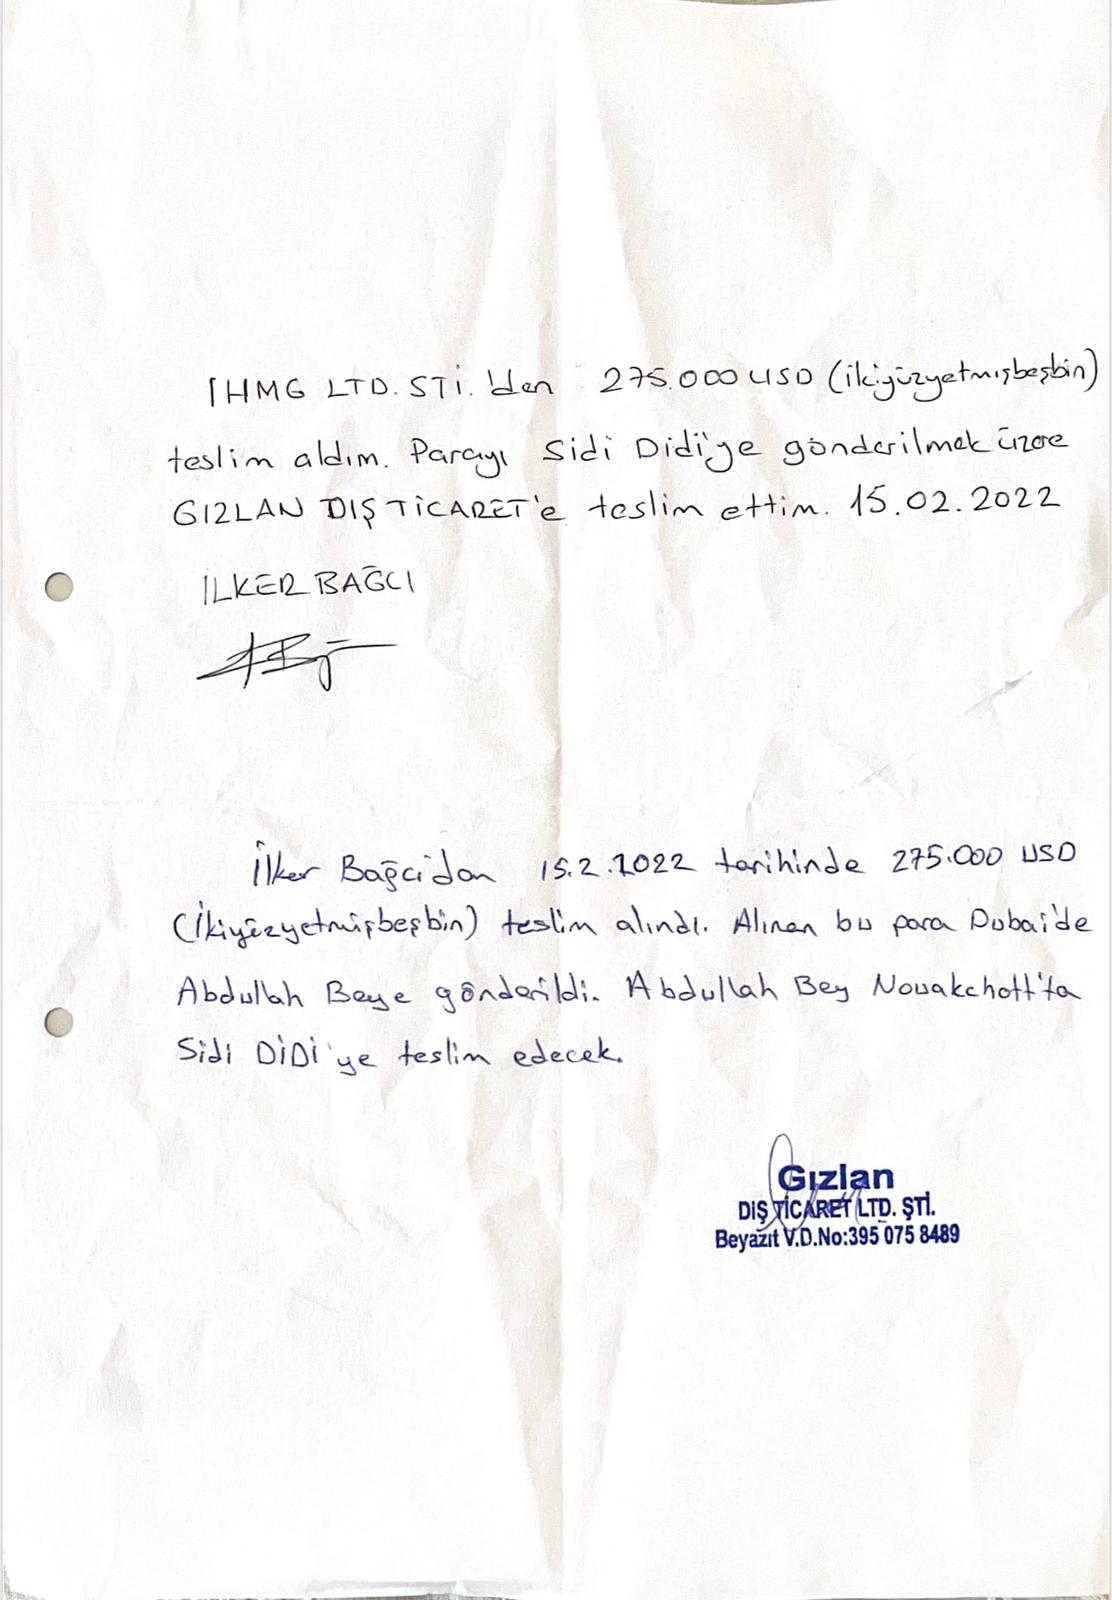 IHMG LTD. STİ.'den 275.000 USD (ikiyüzyetmişbeşbin)
teslim aldım. Parayı Sidi Didi'ye gönderilmek üzere
GIZLAN DIŞ TİCARET'e teslim ettim. 15.02.2022
İLKER BAĞCI
İlker Bağcı'dan 15.2.2022 tarihinde 275.000 USD
(İkiyüzyetmişbeşbin) teslim alındı. Alınan bu para Dubai'de
Abdullah Beye gönderildi. Abdullah Bey Nouakchott'ta
Sidi DİDİ'ye teslim edecek.
Gızlan
DIŞ TİCARET LTD. ŞTİ.
Beyazıt V.D.No:395 075 8489